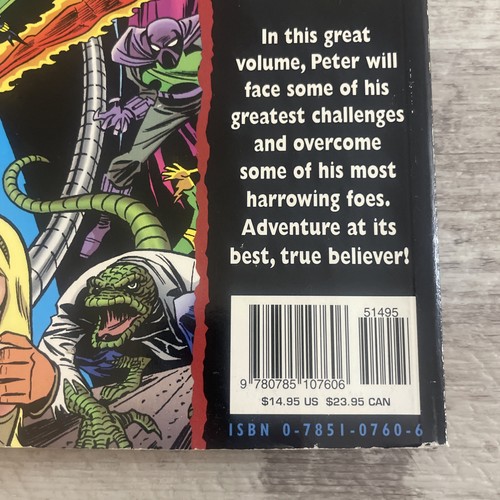 In this great
volume, Peter will
face some of his
greatest challenges
and overcome
some of his most
harrowing foes.
Adventure at its
best, true believer!
51495
9 780785 107606
$14.95 US $23.95 CAN
ISBN 0-7851-0760-6